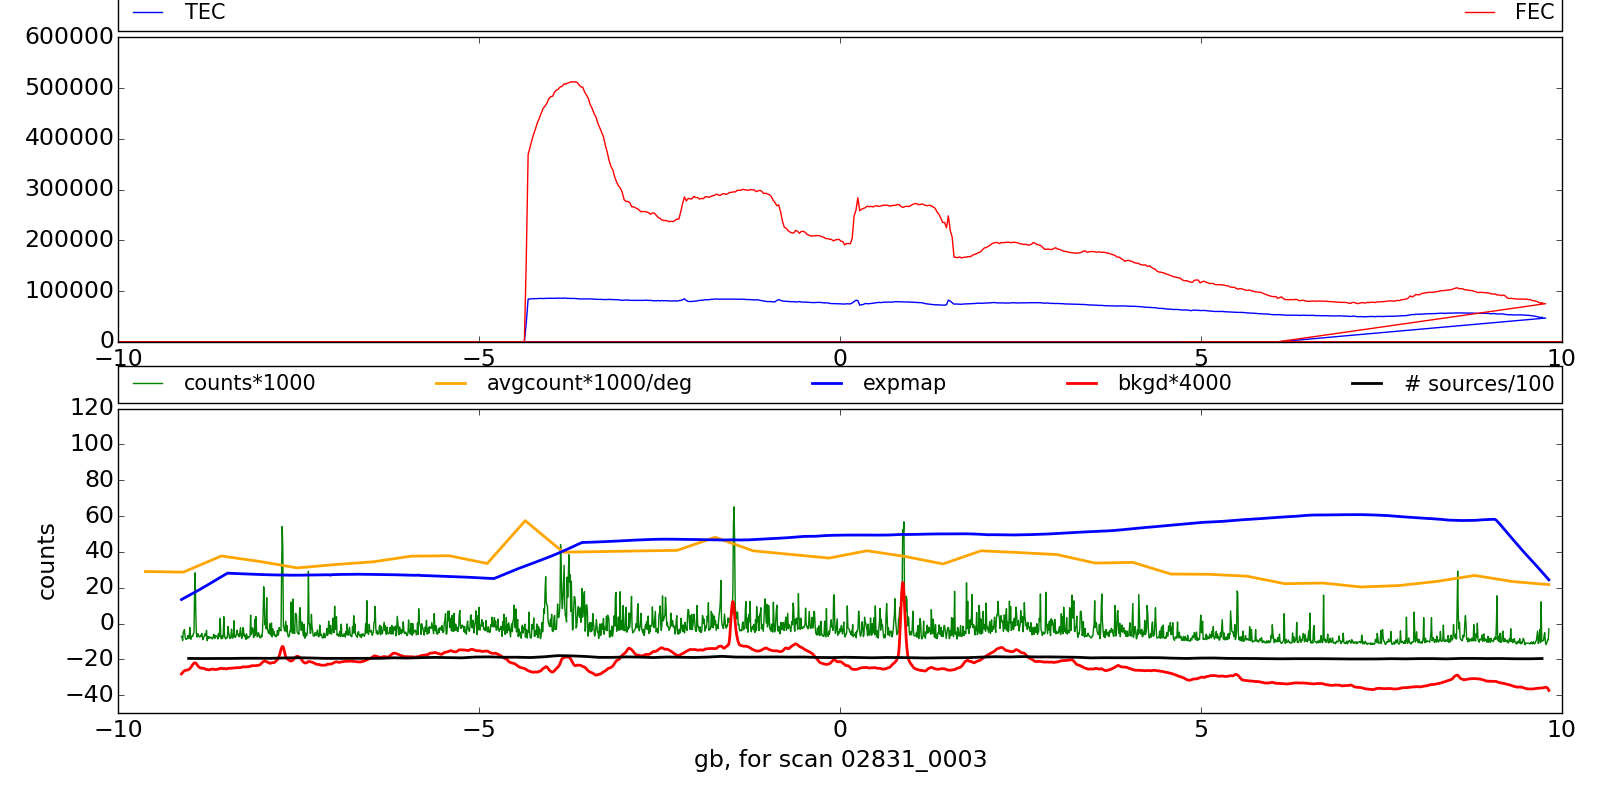 TEC FEC
600000
500000
400000
300000
200000
100000
0
−10 −5 0 5 10
counts*1000 avgcount*1000/deg expmap bkgd*4000 # sources/100
120
100
80
60
40
20
0
−20
−40
counts
−10 −5 0 5 10
gb, for scan 02831_0003